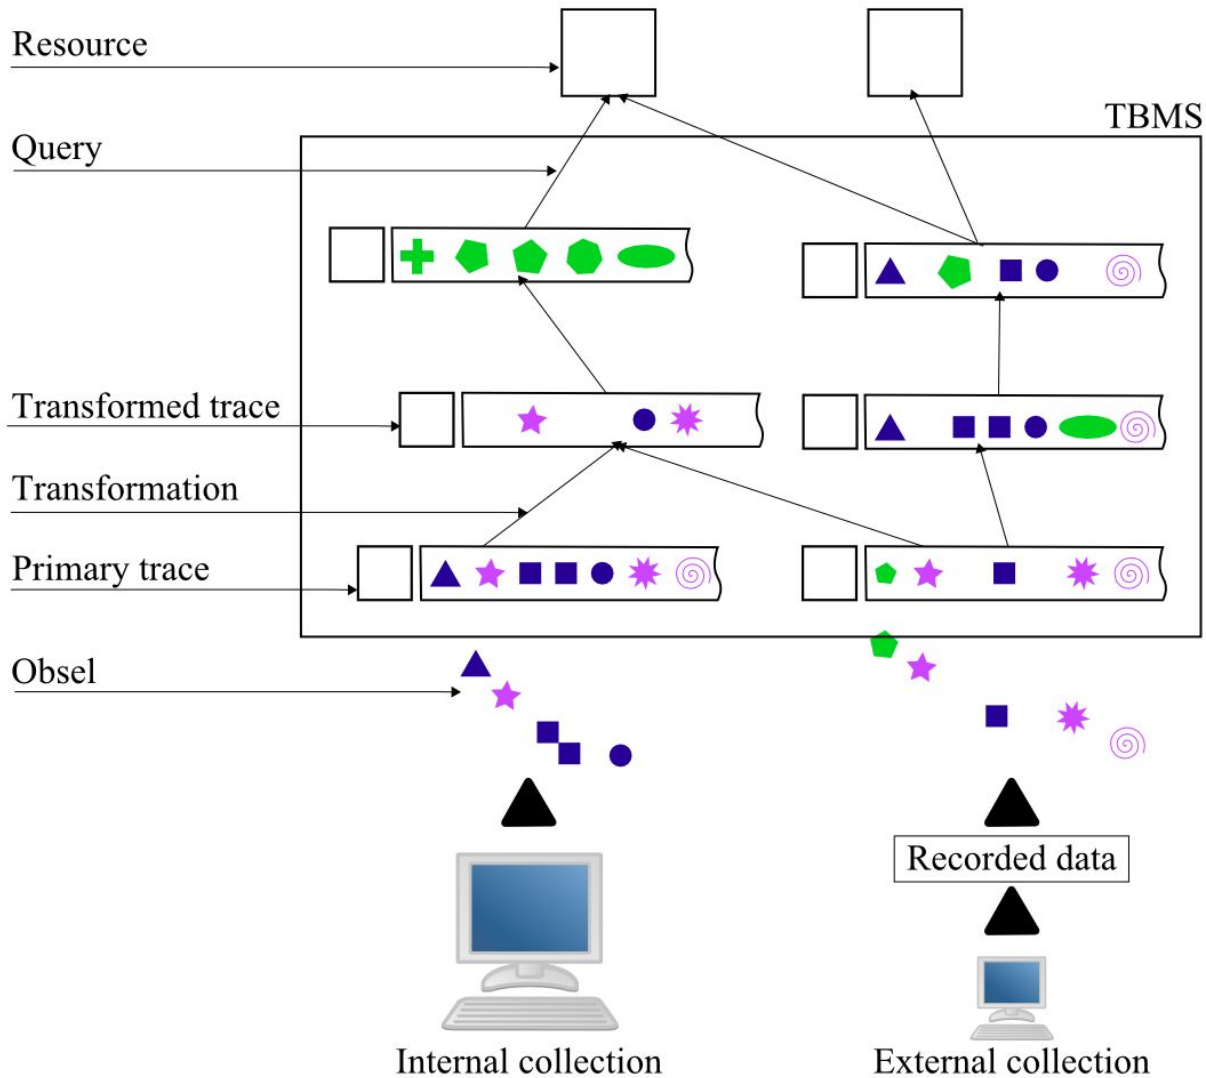 Resource
TBMS
Query
Transformed trace
Transformation
Primary trace
Obsel
Recorded data
Internal collection
External collection